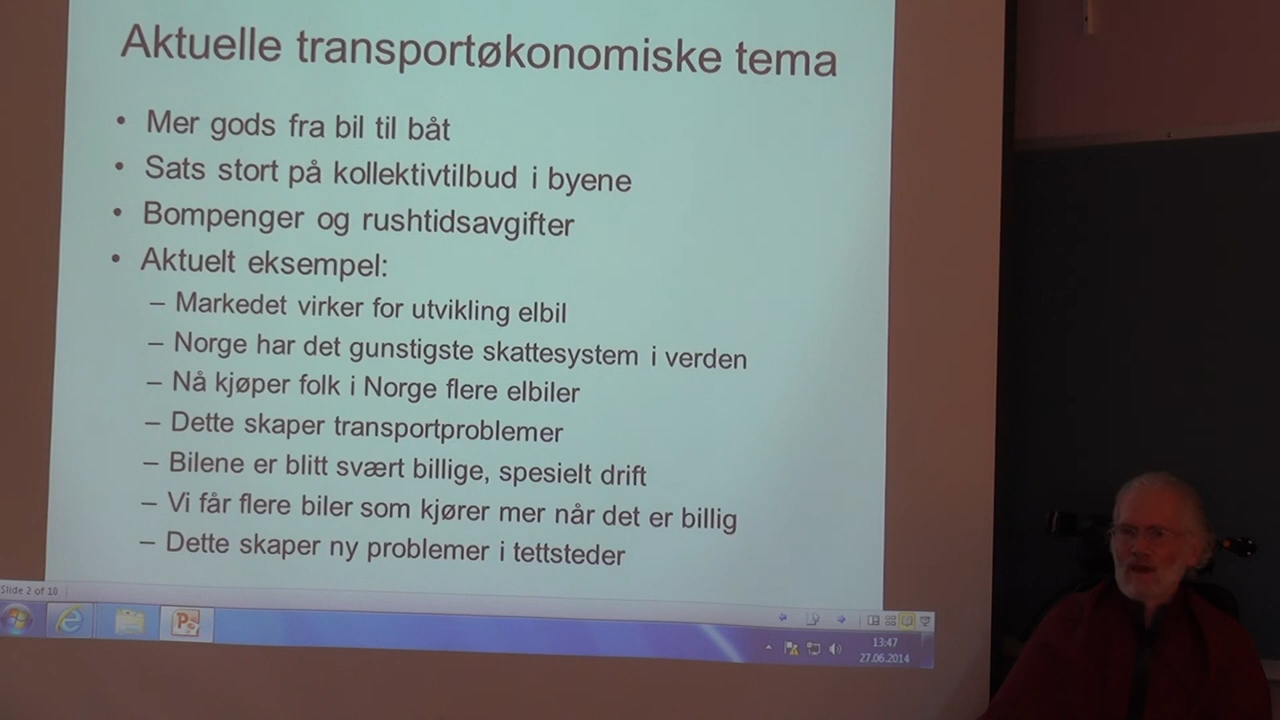 Aktuelle transportøkonomiske tema
• Mer gods fra bil til båt
• Sats stort på kollektivtilbud i byene
• Bompenger og rushtidsavgifter
• Aktuelt eksempel:
– Markedet virker for utvikling elbil
– Norge har det gunstigste skattesystem i verden
– Nå kjøper folk i Norge flere elbiler
– Dette skaper transportproblemer
– Bilene er blitt svært billige, spesielt drift
– Vi får flere biler som kjører mer når det er billig
– Dette skaper ny problemer i tettsteder
Slide 2 of 10
13:47
27.06.2014